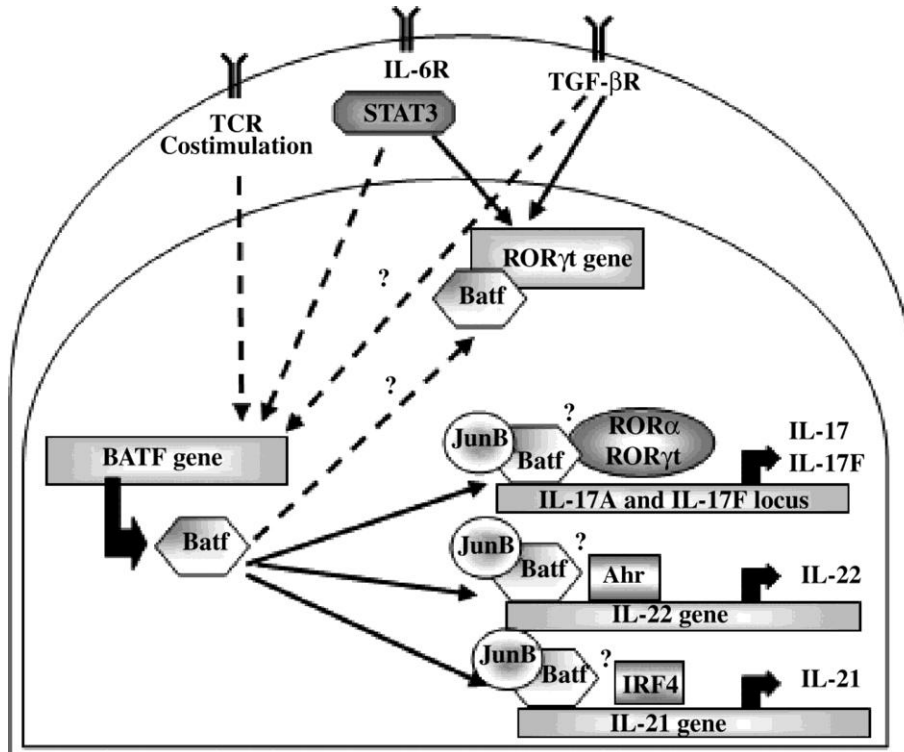 IL-6R
TGF-βR
STAT3
TCR
Costimulation
RORγt gene
?
Batf
?
BATF gene
Batf
JunB
Batf
?
RORα
RORγt
IL-17
IL-17F
IL-17A and IL-17F locus
JunB
Batf
?
Ahr
IL-22
IL-22 gene
JunB
Batf
?
IRF4
IL-21
IL-21 gene